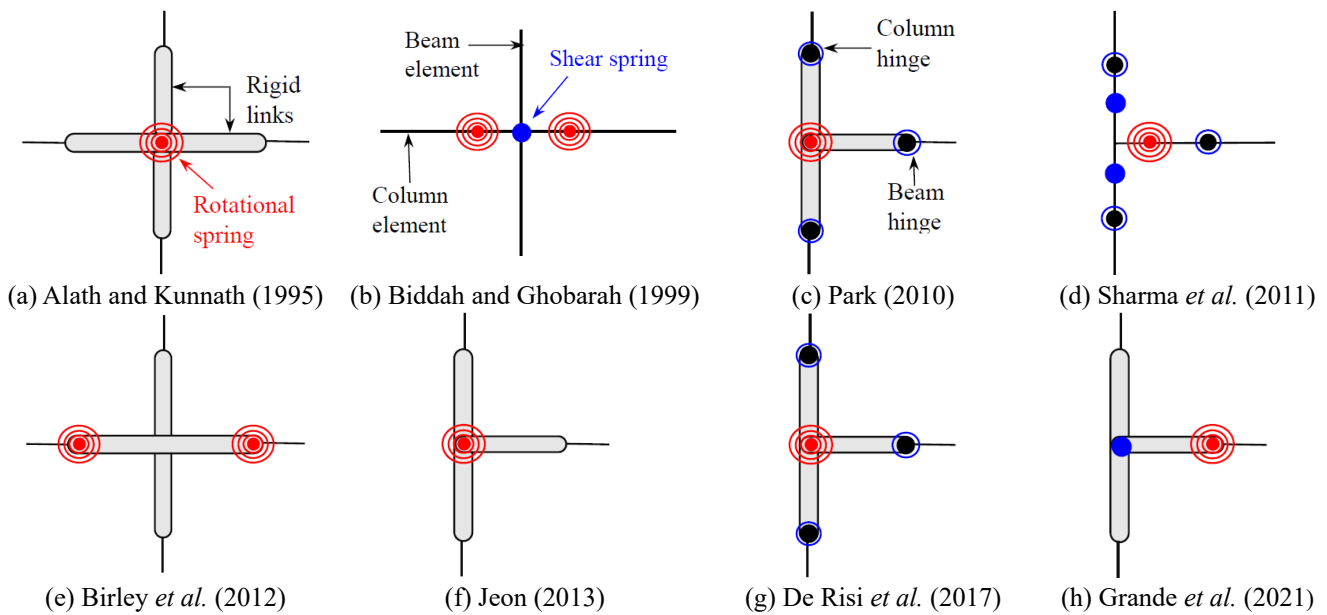 Rigid
links
Rotational
spring
(a) Alath and Kunnath (1995)
Beam
element
Shear spring
Column
element
(b) Biddah and Ghobarah (1999)
Column
hinge
Beam
hinge
(c) Park (2010)
(d) Sharma et al. (2011)
(e) Birley et al. (2012)
(f) Jeon (2013)
(g) De Risi et al. (2017)
(h) Grande et al. (2021)